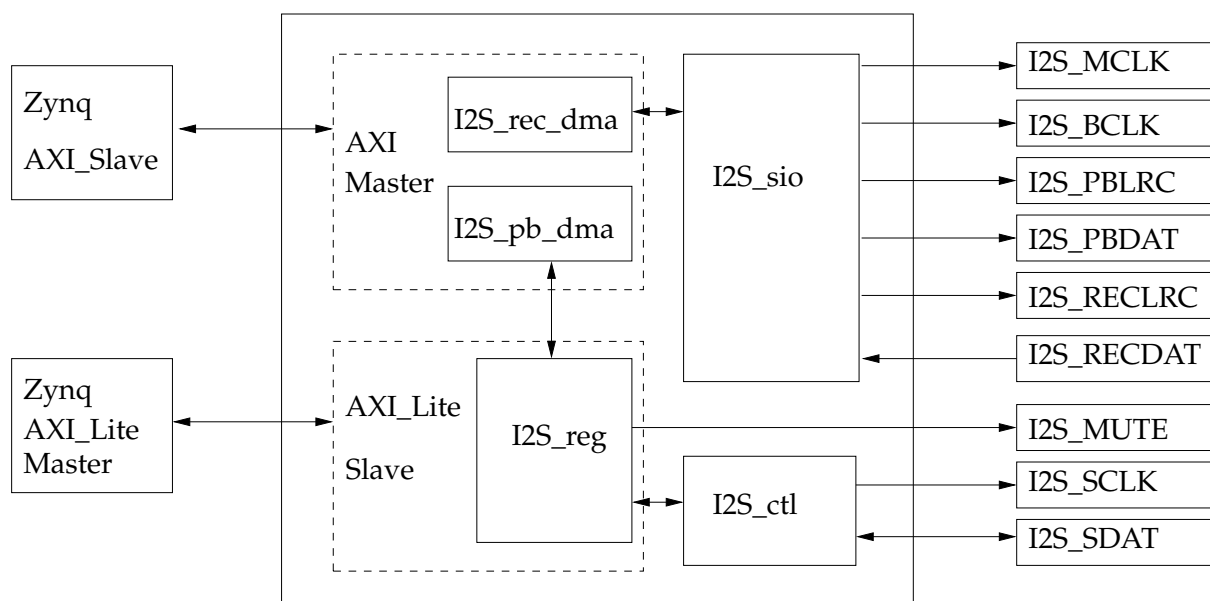 Zynq
AXI_Slave
Zynq
AXI_Lite
Master
AXI
Master
I2S_rec_dma
I2S_pb_dma
AXI_Lite
Slave
I2S_reg
I2S_sio
I2S_ctl
I2S_MCLK
I2S_BCLK
I2S_PBLRC
I2S_PBDAT
I2S_RECLRC
I2S_RECDAT
I2S_MUTE
I2S_SCLK
I2S_SDAT